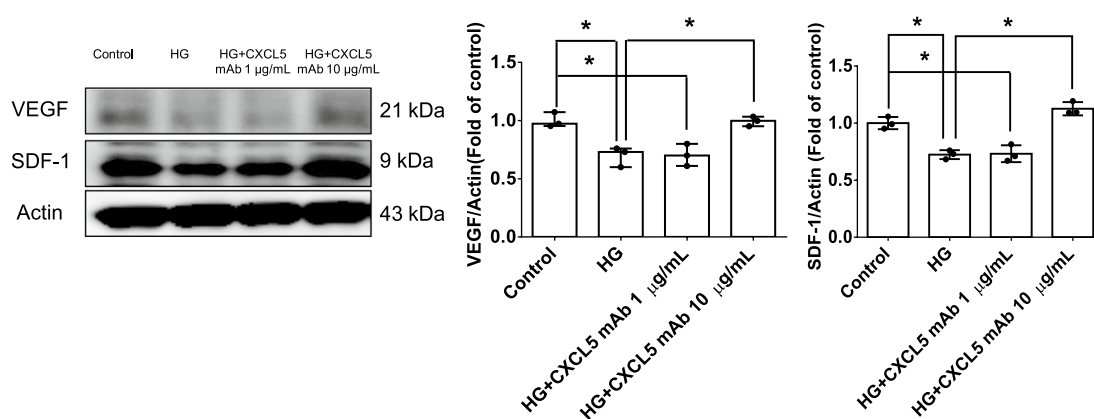 Control HG HG+CXCL5 HG+CXCL5
mAb 1 μg/mL mAb 10 μg/mL
VEGF 21 kDa
SDF-1 9 kDa
Actin 43 kDa
* * *
VEGF/Actin(Fold of control)
1.5
1.0
0.5
0.0
Control
HG
HG+CXCL5 mAb 1 μg/mL
HG+CXCL5 mAb 10 μg/mL
* * *
SDF-1/Actin (Fold of control)
1.5
1.0
0.5
0.0
Control
HG
HG+CXCL5 mAb 1 μg/mL
HG+CXCL5 mAb 10 μg/mL